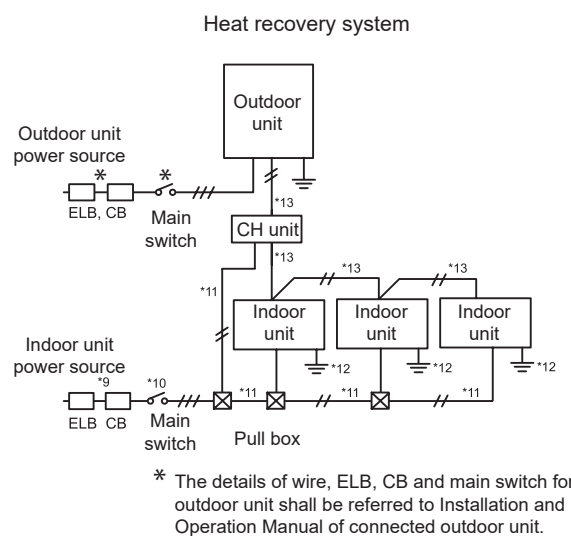 Heat recovery system
Outdoor
unit
Outdoor unit
power source
*
*
ELB, CB
Main
switch
*13
CH unit
*13
*13
*13
*11
Indoor
unit
Indoor
unit
Indoor
unit
Indoor unit
power source
*12
*12
*12
*9
*10
*11
*11
*11
ELB CB
Main
switch
Pull box
* The details of wire, ELB, CB and main switch for
outdoor unit shall be referred to Installation and
Operation Manual of connected outdoor unit.